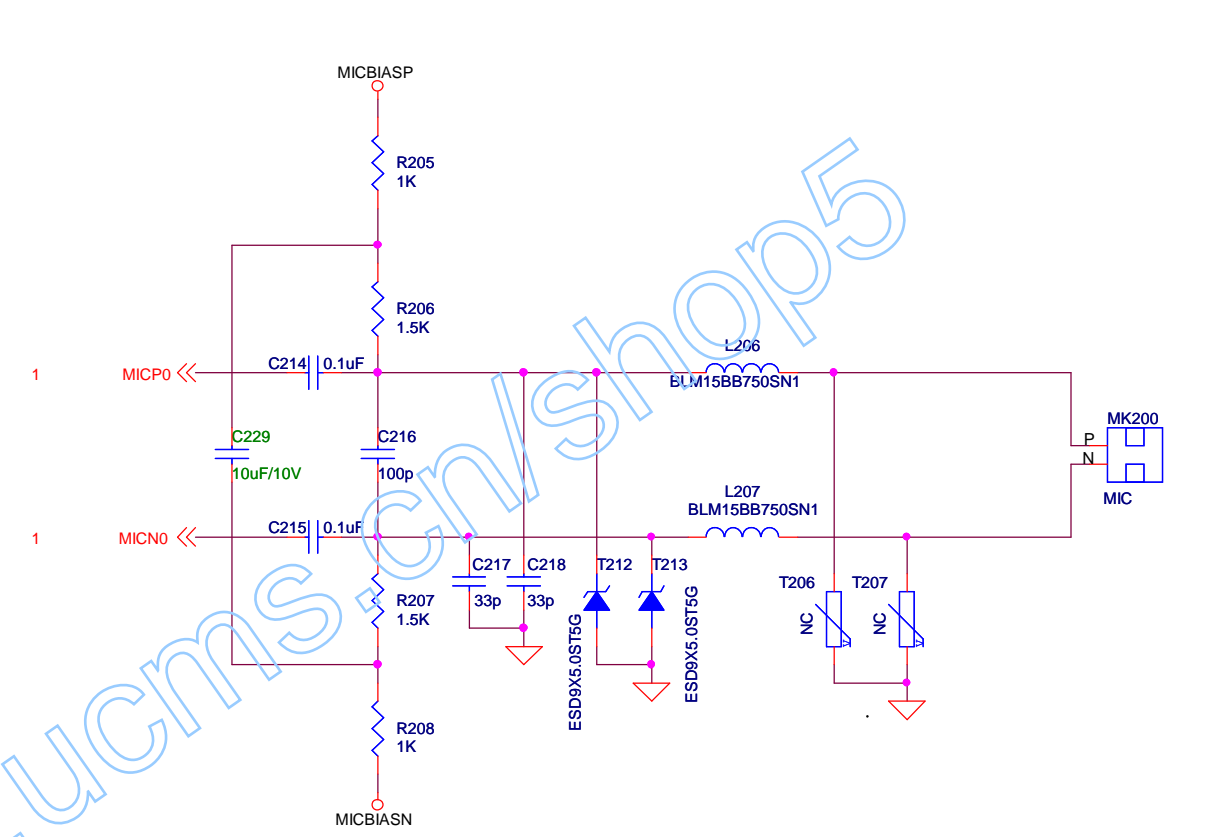 MICBIASP
R205
1K
R206
1.5K
C214 0.1uF
1 MICP0
L206
BLM15BB750SN1
MK200
P
N
MIC
C229
10uF/10V
C216
100p
L207
BLM15BB750SN1
C215 0.1uF
1 MICN0
C217
33p
C218
33p
T212
ESD9X5.0ST5G
T213
ESD9X5.0ST5G
T206
NC
T207
NC
V
V
R207
1.5K
R208
1K
MICBIASN
.ucms.cn/shop5